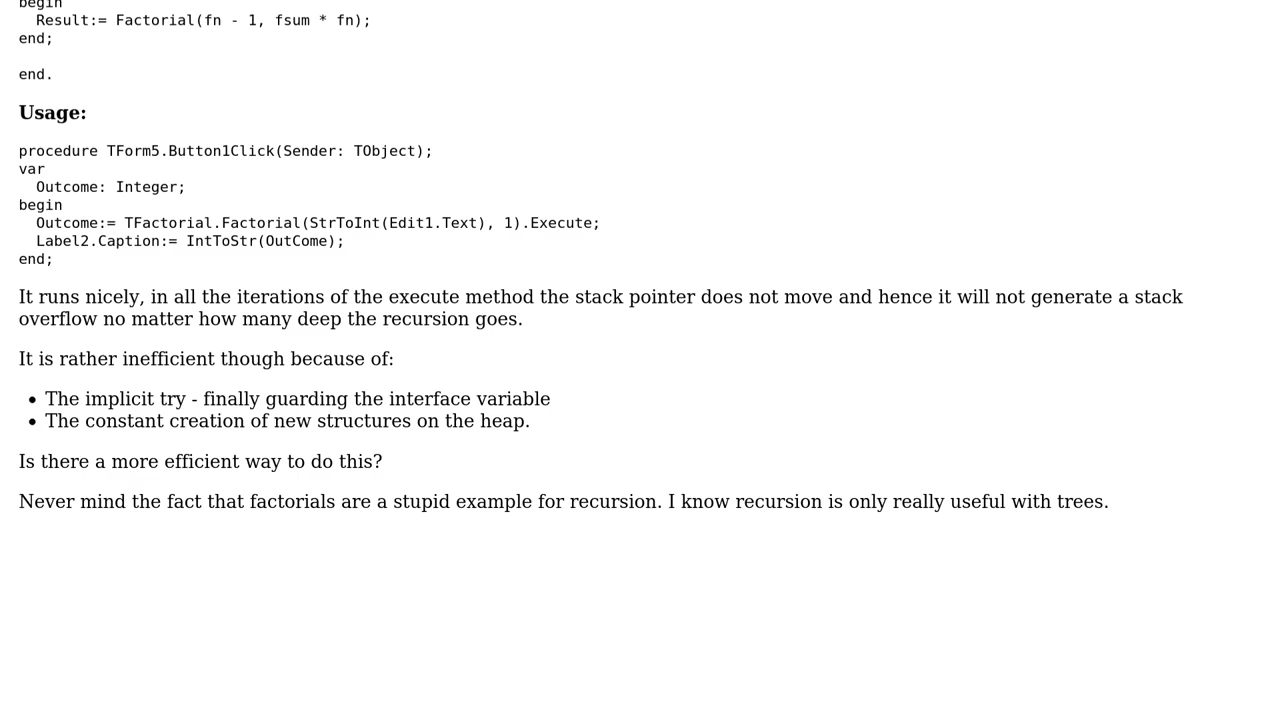 begin
  Result:= Factorial(fn - 1, fsum * fn);
end;
end.
Usage:
procedure TForm5.Button1Click(Sender: TObject);
var
  Outcome: Integer;
begin
  Outcome:= TFactorial.Factorial(StrToInt(Edit1.Text), 1).Execute;
  Label2.Caption:= IntToStr(OutCome);
end;
It runs nicely, in all the iterations of the execute method the stack pointer does not move and hence it will not generate a stack
overflow no matter how many deep the recursion goes.
It is rather inefficient though because of:
• The implicit try - finally guarding the interface variable
• The constant creation of new structures on the heap.
Is there a more efficient way to do this?
Never mind the fact that factorials are a stupid example for recursion. I know recursion is only really useful with trees.